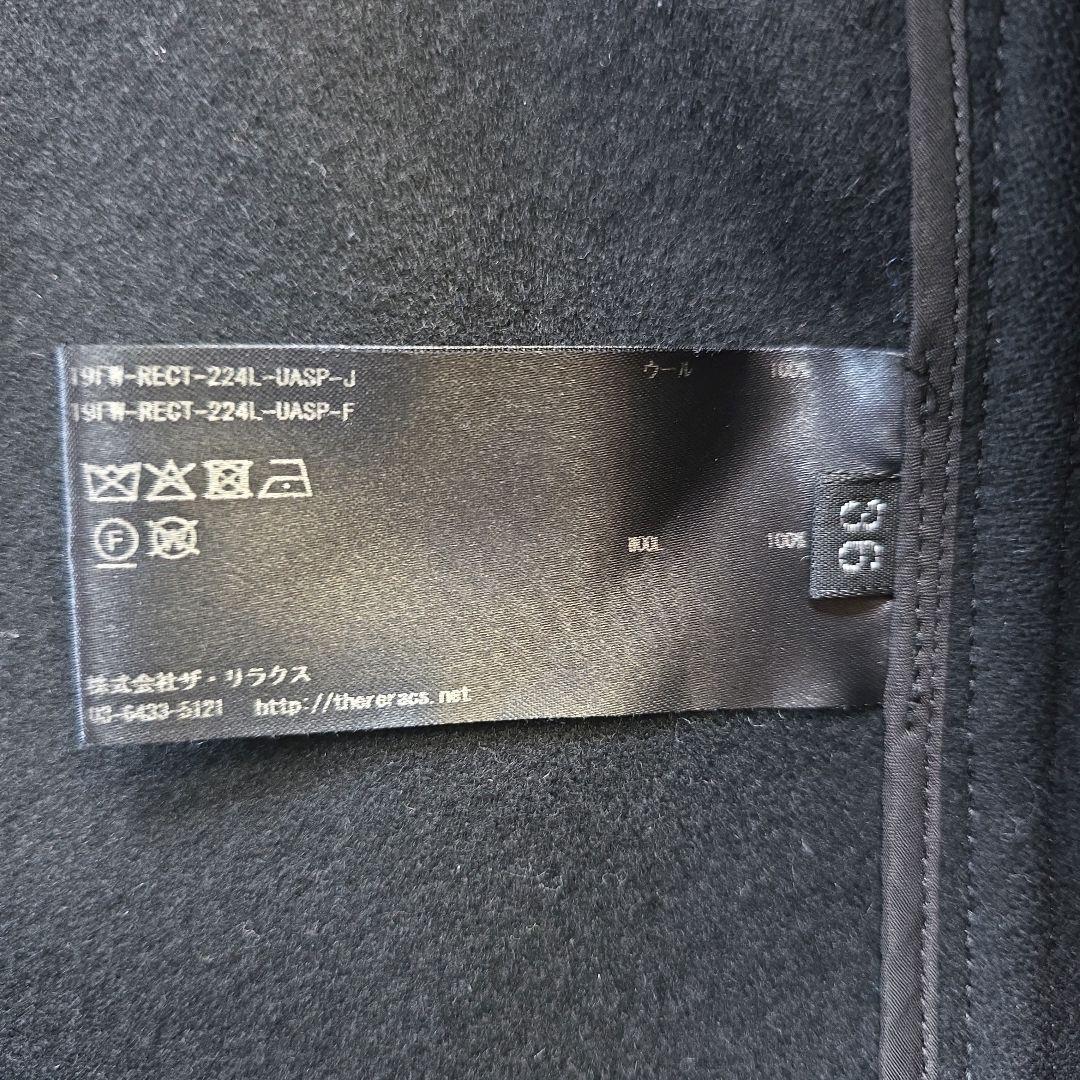 19FW-RECT-224L-UASP-J
19FW-RECT-224L-UASP-F
ウール 100%
36
F
W
WOOL 100%
株式会社ザ・リラクス
03-6433-5121 http://thereracs.net